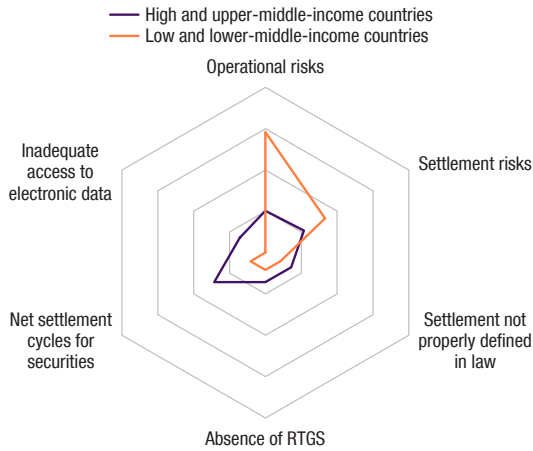 High and upper-middle-income countries
Low and lower-middle-income countries
Operational risks
Inadequate
access to
electronic data
Settlement risks
Net settlement
cycles for
securities
Settlement not
properly defined
in law
Absence of RTGS